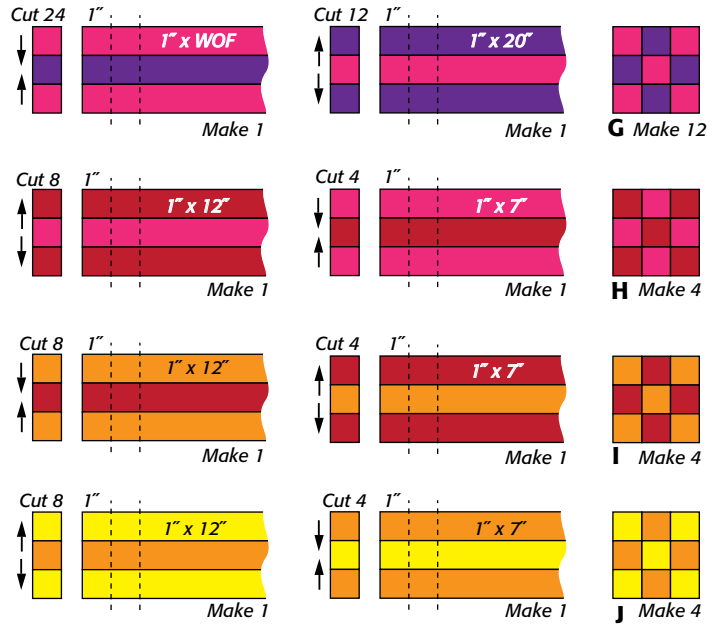 Cut 24 1″ Cut 12 1″
1″ x WOF 1″ x 20″
Make 1 Make 1 G Make 12
Cut 8 1″ Cut 4 1″
1″ x 12″ 1″ x 7″
Make 1 Make 1 H Make 4
Cut 8 1″ Cut 4 1″
1″ x 12″ 1″ x 7″
Make 1 Make 1 I Make 4
Cut 8 1″ Cut 4 1″
1″ x 12″ 1″ x 7″
Make 1 Make 1 J Make 4